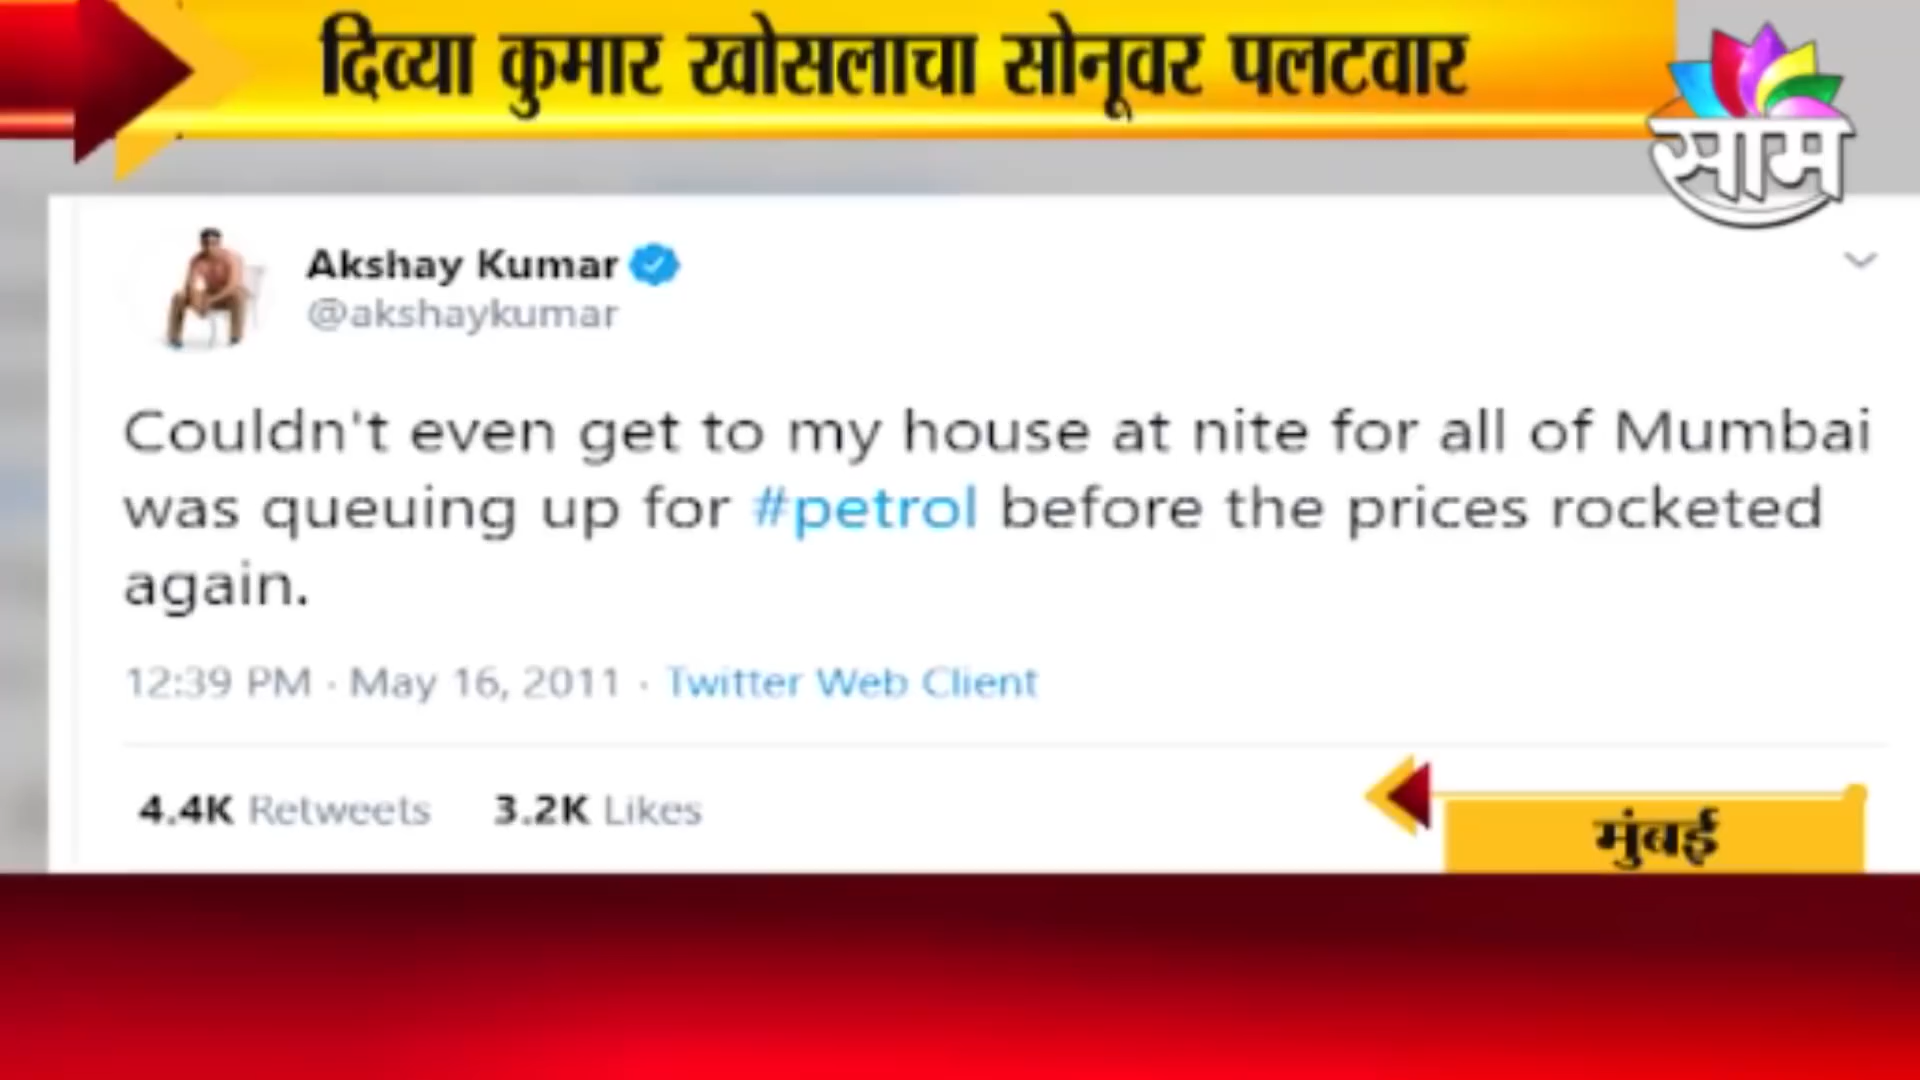 दिव्या कुमार खोसलाचा सोनूवर पलटवार
साम
Akshay Kumar
@akshaykumar
Couldn't even get to my house at nite for all of Mumbai
was queuing up for #petrol before the prices rocketed
again.
12:39 PM · May 16, 2011 · Twitter Web Client
4.4K Retweets 3.2K Likes
मुंबई